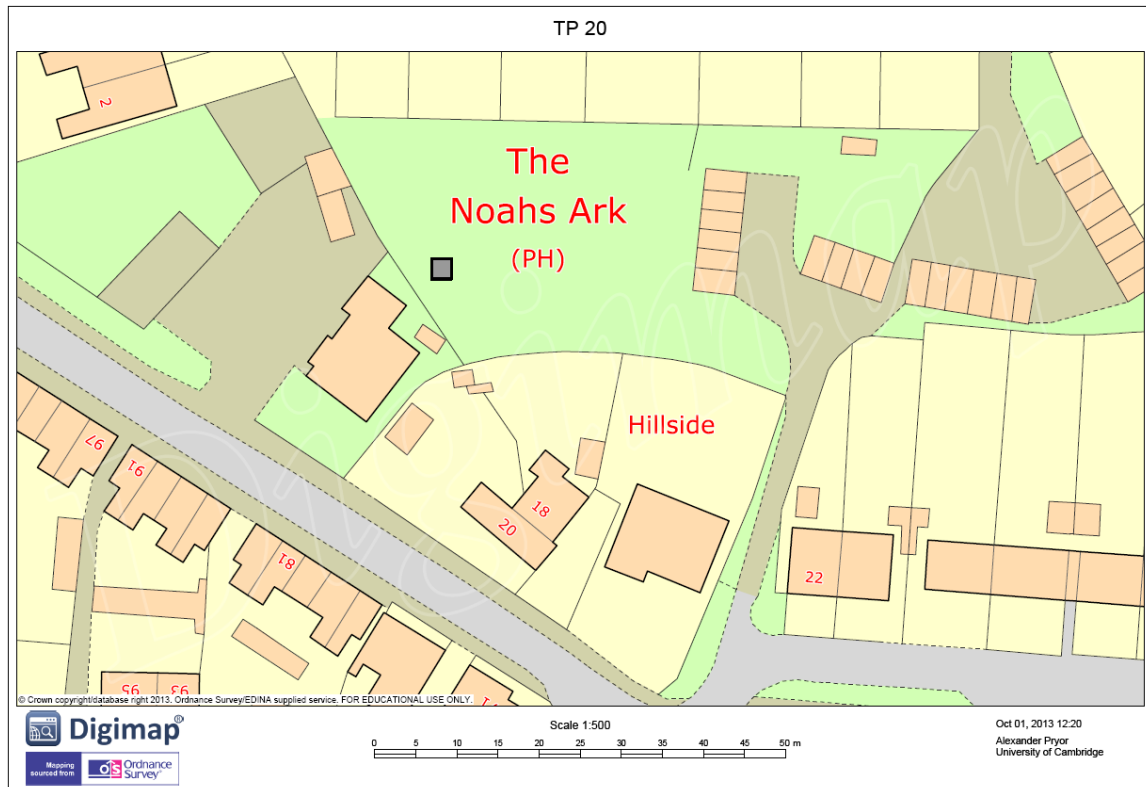 TP 20
2
The
Noahs Ark
(PH)
Hillside
97
91
18
20
81
22
95
93
© Crown copyright/database right 2013. Ordnance Survey/EDINA supplied service. FOR EDUCATIONAL USE ONLY.
Digimap®
Mapping
sourced from
OS Ordnance
Survey®
Scale 1:500
0 5 10 15 20 25 30 35 40 45 50 m
Oct 01, 2013 12:20
Alexander Pryor
University of Cambridge
Digimap